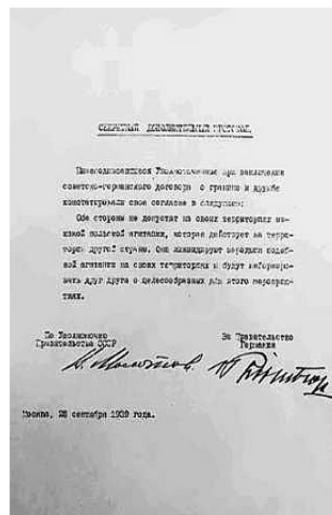 СЕКРЕТНЫЙ ДОПОЛНИТЕЛЬНЫЙ ПРОТОКОЛ.
Нижеподписавшиеся Уполномоченные при заключении
советско-германского договора о границе и дружбе
констатировали свое согласие в следующем:
Обе стороны не допустят на своих территориях ни-
какой польской агитации, которая действует на терри-
торию другой страны. Они ликвидируют зародыши подоб-
ной агитации на своих территориях и будут информиро-
вать друг друга о целесообразных для этого мероприя-
тиях.
По Уполномочию
Правительства СССР
За Правительство
Германии
В. Молотов
Москва, 28 сентября 1939 года.